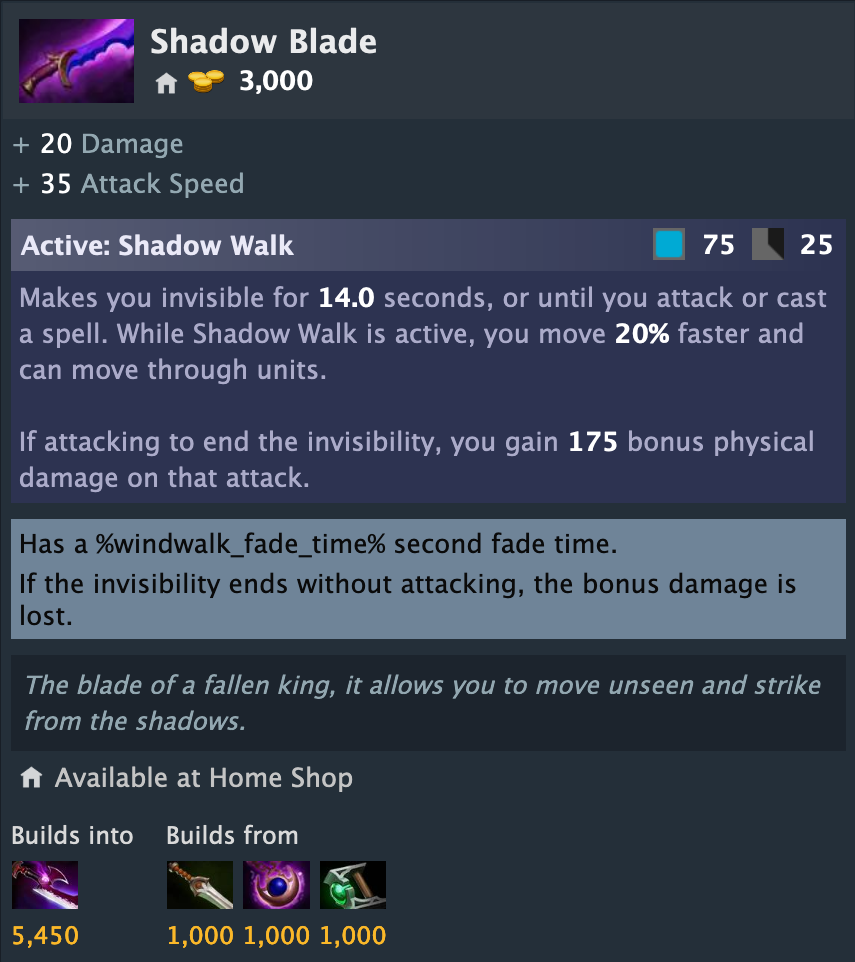 Shadow Blade
3,000
+ 20 Damage
+ 35 Attack Speed
Active: Shadow Walk 75 25
Makes you invisible for 14.0 seconds, or until you attack or cast
a spell. While Shadow Walk is active, you move 20% faster and
can move through units.
If attacking to end the invisibility, you gain 175 bonus physical
damage on that attack.
Has a %windwalk_fade_time% second fade time.
If the invisibility ends without attacking, the bonus damage is
lost.
The blade of a fallen king, it allows you to move unseen and strike
from the shadows.
Available at Home Shop
Builds into Builds from
5,450 1,000 1,000 1,000